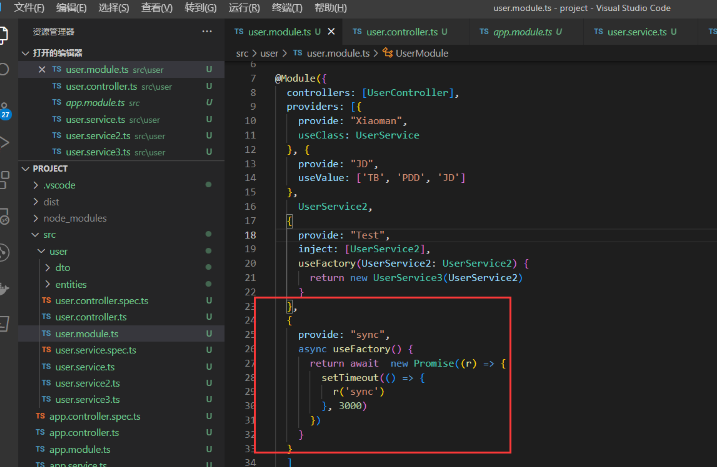 文件(F) 编辑(E) 选择(S) 查看(V) 转到(G) 运行(R) 终端(T) 帮助(H) user.module.ts - project - Visual Studio Code
资源管理器 ···
打开的编辑器
× TS user.module.ts src\user U
TS user.controller.ts src\user U
TS app.module.ts src U
TS user.service.ts src\user U
TS user.service2.ts src\user U
TS user.service3.ts src\user U
27
PROJECT
> .vscode
> dist
> node_modules
src
user
> dto
> entities
TS user.controller.spec.ts U
TS user.controller.ts U
TS user.module.ts U
TS user.service.spec.ts U
TS user.service.ts U
TS user.service2.ts U
TS user.service3.ts U
TS app.controller.spec.ts U
TS app.controller.ts U
TS app.module.ts U
TS app.service.ts U
TS user.module.ts U × TS user.controller.ts U TS app.module.ts U TS user.service.ts U TS
src > user > TS user.module.ts > UserModule
6
7 @Module({
8 controllers: [UserController],
9 providers: [{
10 provide: "Xiaoman",
11 useClass: UserService
12 }, {
13 provide: "JD",
14 useValue: ['TB', 'PDD', 'JD']
15 },
16 UserService2,
17 {
18 provide: "Test",
19 inject: [UserService2],
20 useFactory(UserService2: UserService2) {
21 return new UserService3(UserService2)
22 }
23 },
24 {
25 provide: "sync",
26 async useFactory() {
27 return await  new Promise((r) => {
28 setTimeout(() => {
29 r('sync')
30 }, 3000)
31 })
32 }
33 }
34 ]